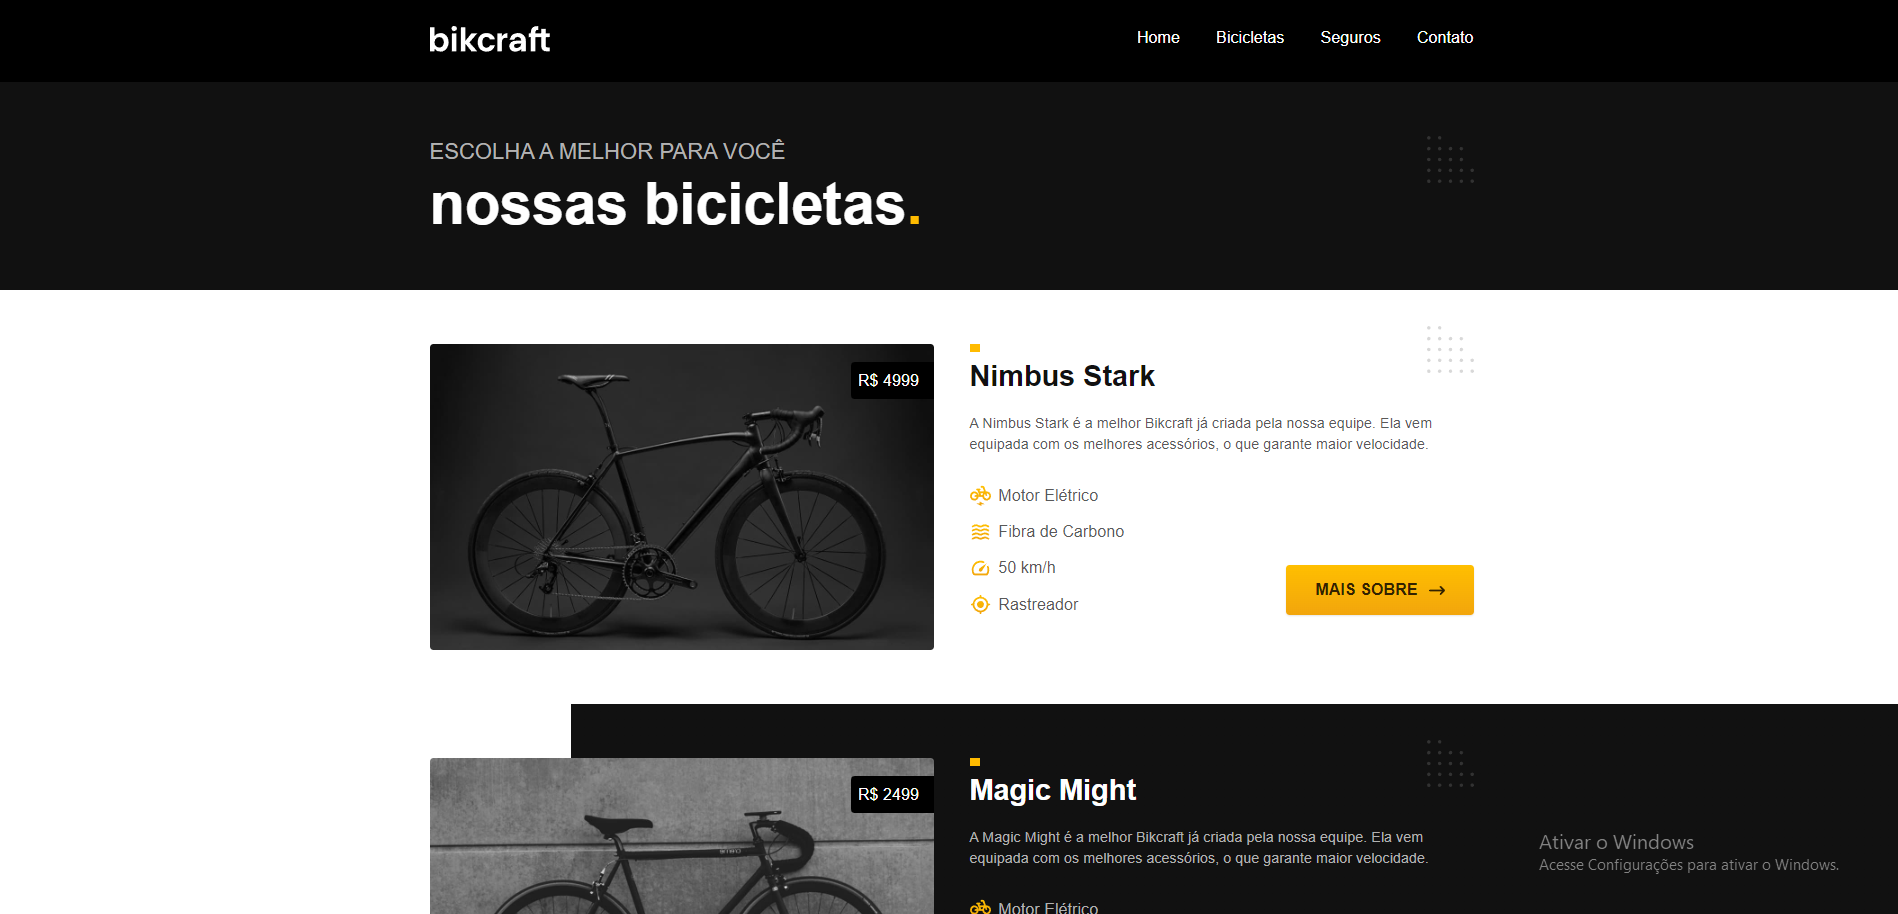 bikcraft
Home
Bicicletas
Seguros
Contato
ESCOLHA A MELHOR PARA VOCÊ
nossas bicicletas.
R$ 4999
Nimbus Stark
A Nimbus Stark é a melhor Bikcraft já criada pela nossa equipe. Ela vem
equipada com os melhores acessórios, o que garante maior velocidade.
Motor Elétrico
Fibra de Carbono
50 km/h
Rastreador
MAIS SOBRE →
R$ 2499
Magic Might
A Magic Might é a melhor Bikcraft já criada pela nossa equipe. Ela vem
equipada com os melhores acessórios, o que garante maior velocidade.
Motor Elétrico
Ativar o Windows
Acesse Configurações para ativar o Windows.